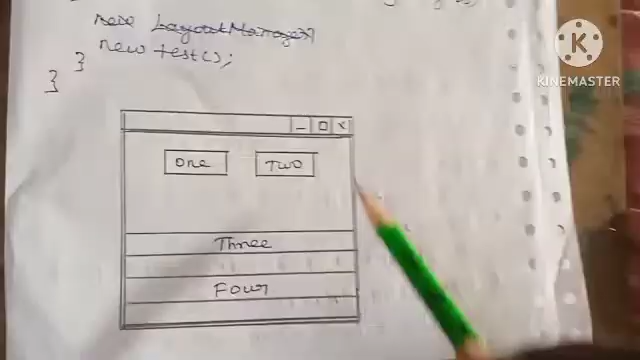 new LayoutManager
new test();
}
}
KINEMASTER
_ □ x
One Two
Three
Four